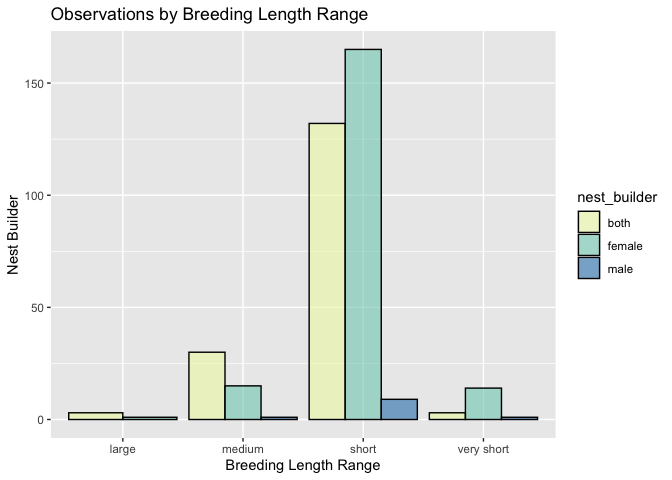 Observations by Breeding Length Range
150
100
50
0
Nest Builder
large
medium
short
very short
Breeding Length Range
nest_builder
both
female
male